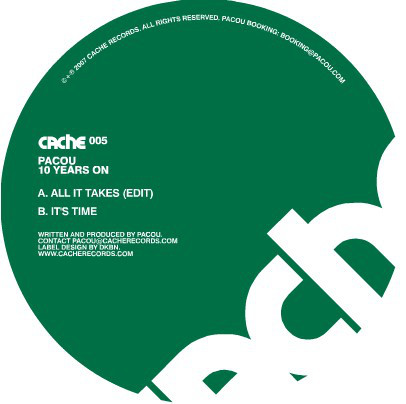 ©+℗ 2007 CACHE RECORDS. ALL RIGHTS RESERVED. PACOU BOOKING: BOOKING@PACOU.COM
cache 005
PACOU
10 YEARS ON
A. ALL IT TAKES (EDIT)
B. IT'S TIME
WRITTEN AND PRODUCED BY PACOU.
CONTACT PACOU@CACHERECORDS.COM
LABEL DESIGN BY DKBN.
WWW.CACHERECORDS.COM